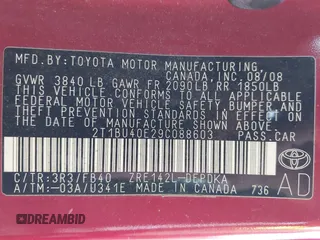 MFD.BY: TOYOTA MOTOR MANUFACTURING,
CANADA, INC. 08/08
GVWR 3840 LB GAWR FR 2090LB RR 1850LB
THIS VEHICLE CONFORMS TO ALL APPLICABLE
FEDERAL MOTOR VEHICLE SAFETY, BUMPER, AND
THEFT PREVENTION STANDARDS IN EFFECT ON THE
DATE OF MANUFACTURE SHOWN ABOVE.
2T1BU40E29C088603 PASS.CAR
C/TR:3R3/FB40 ZRE142L-DEPDKA
A/TM:-03A/U341E MADE IN CANADA 736
TOYOTA
AD
DREAMBID